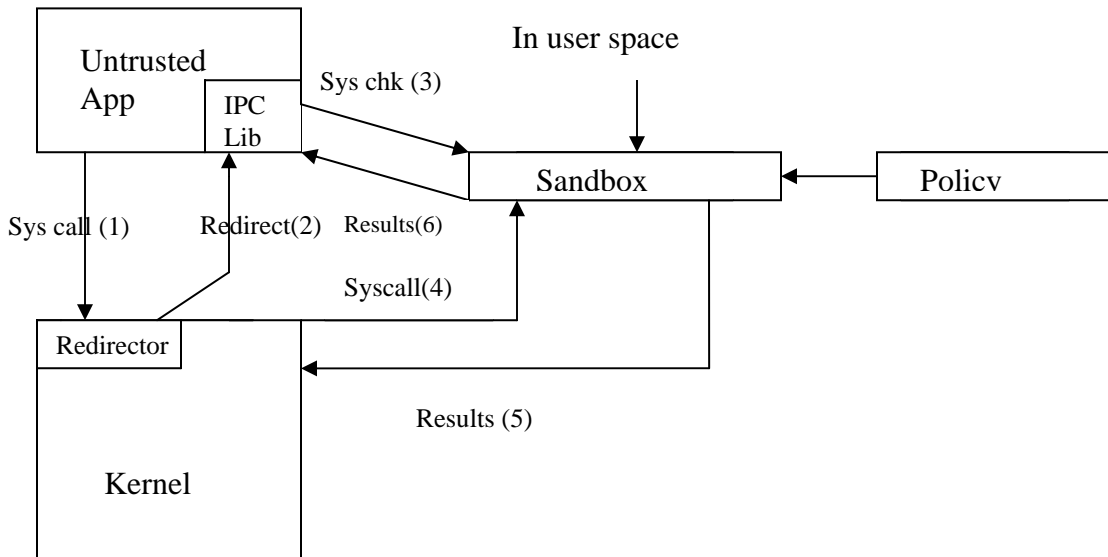 In user space
Untrusted
App
Sys chk (3)
IPC
Lib
Sandbox
Policy
Sys call (1)
Redirect(2)
Results(6)
Syscall(4)
Redirector
Results (5)
Kernel